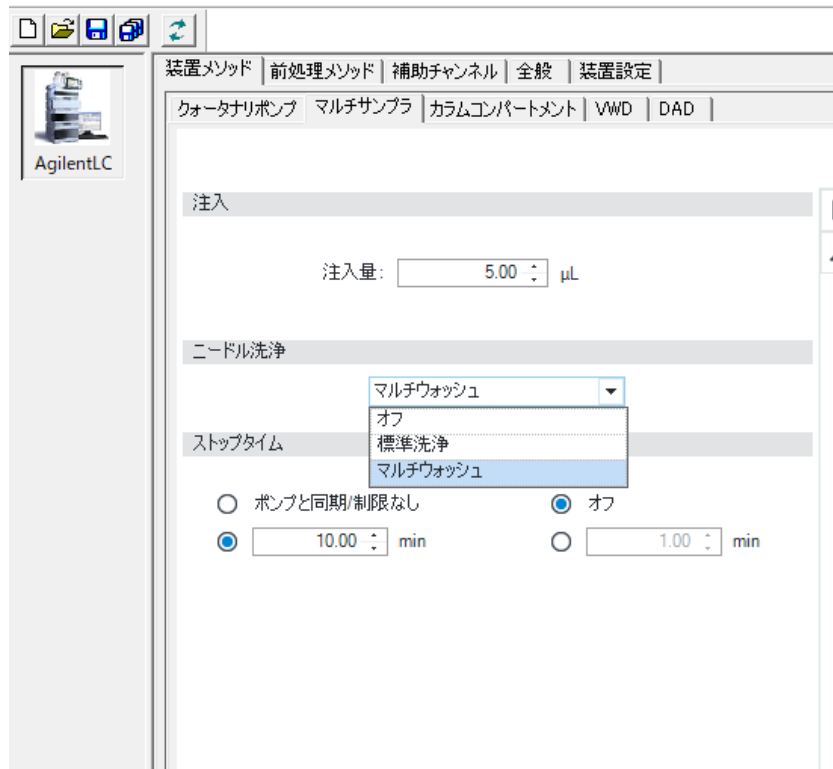 装置メソッド 前処理メソッド 補助チャンネル 全般 装置設定
クォータナリポンプ マルチサンプラ カラムコンパートメント VWD DAD
AgilentLC
注入
注入量: 5.00 µL
ニードル洗浄
マルチウォッシュ
オフ
ストップタイム 標準洗浄
マルチウォッシュ
ポンプと同期/制限なし オフ
10.00 min 1.00 min